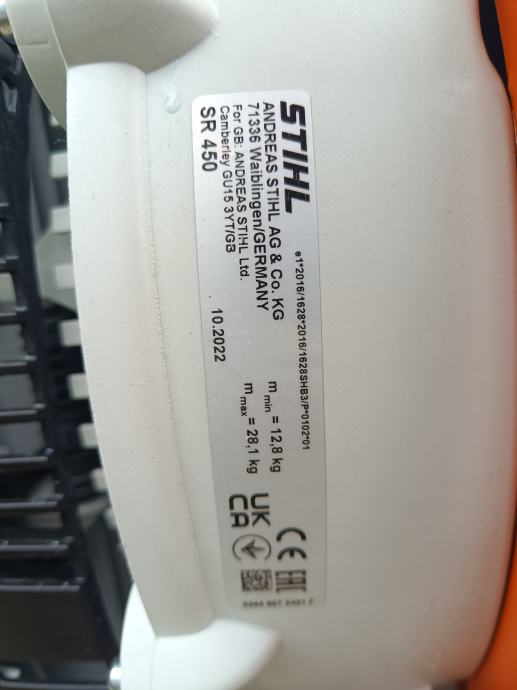 STIHL
ANDREAS STIHL AG & Co. KG
71336 Waiblingen/GERMANY
For GB: ANDREAS STIHL Ltd.
Camberley GU15 3YT/GB
SR 450
10.2022
e1*2016/1628*2016/1628SHB3/P*0102*01
m min = 12,8 kg
m max = 28,1 kg
UK
CA
CE
EAC